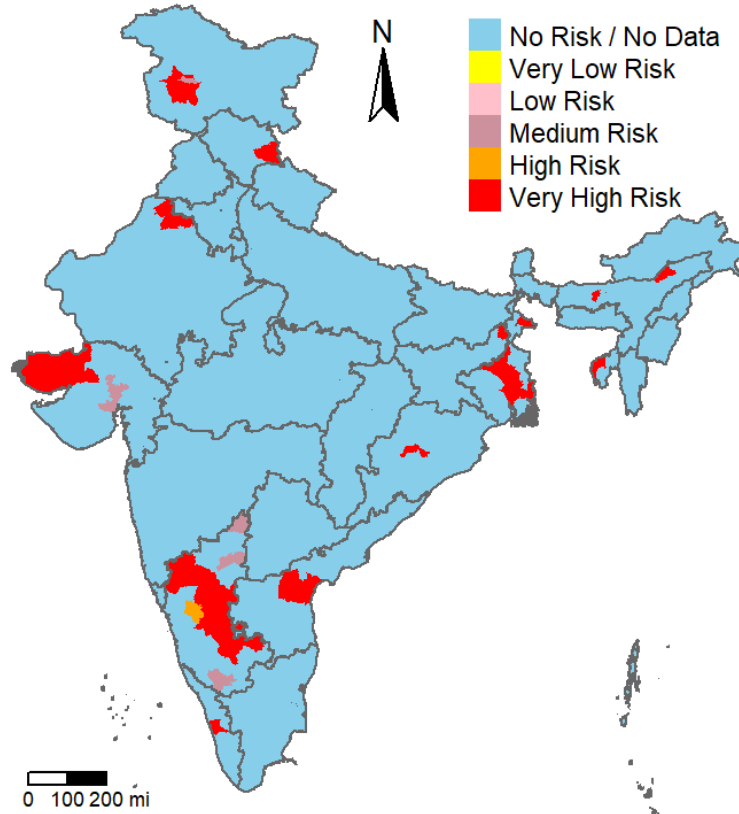 N
No Risk / No Data
Very Low Risk
Low Risk
Medium Risk
High Risk
Very High Risk
0 100 200 mi